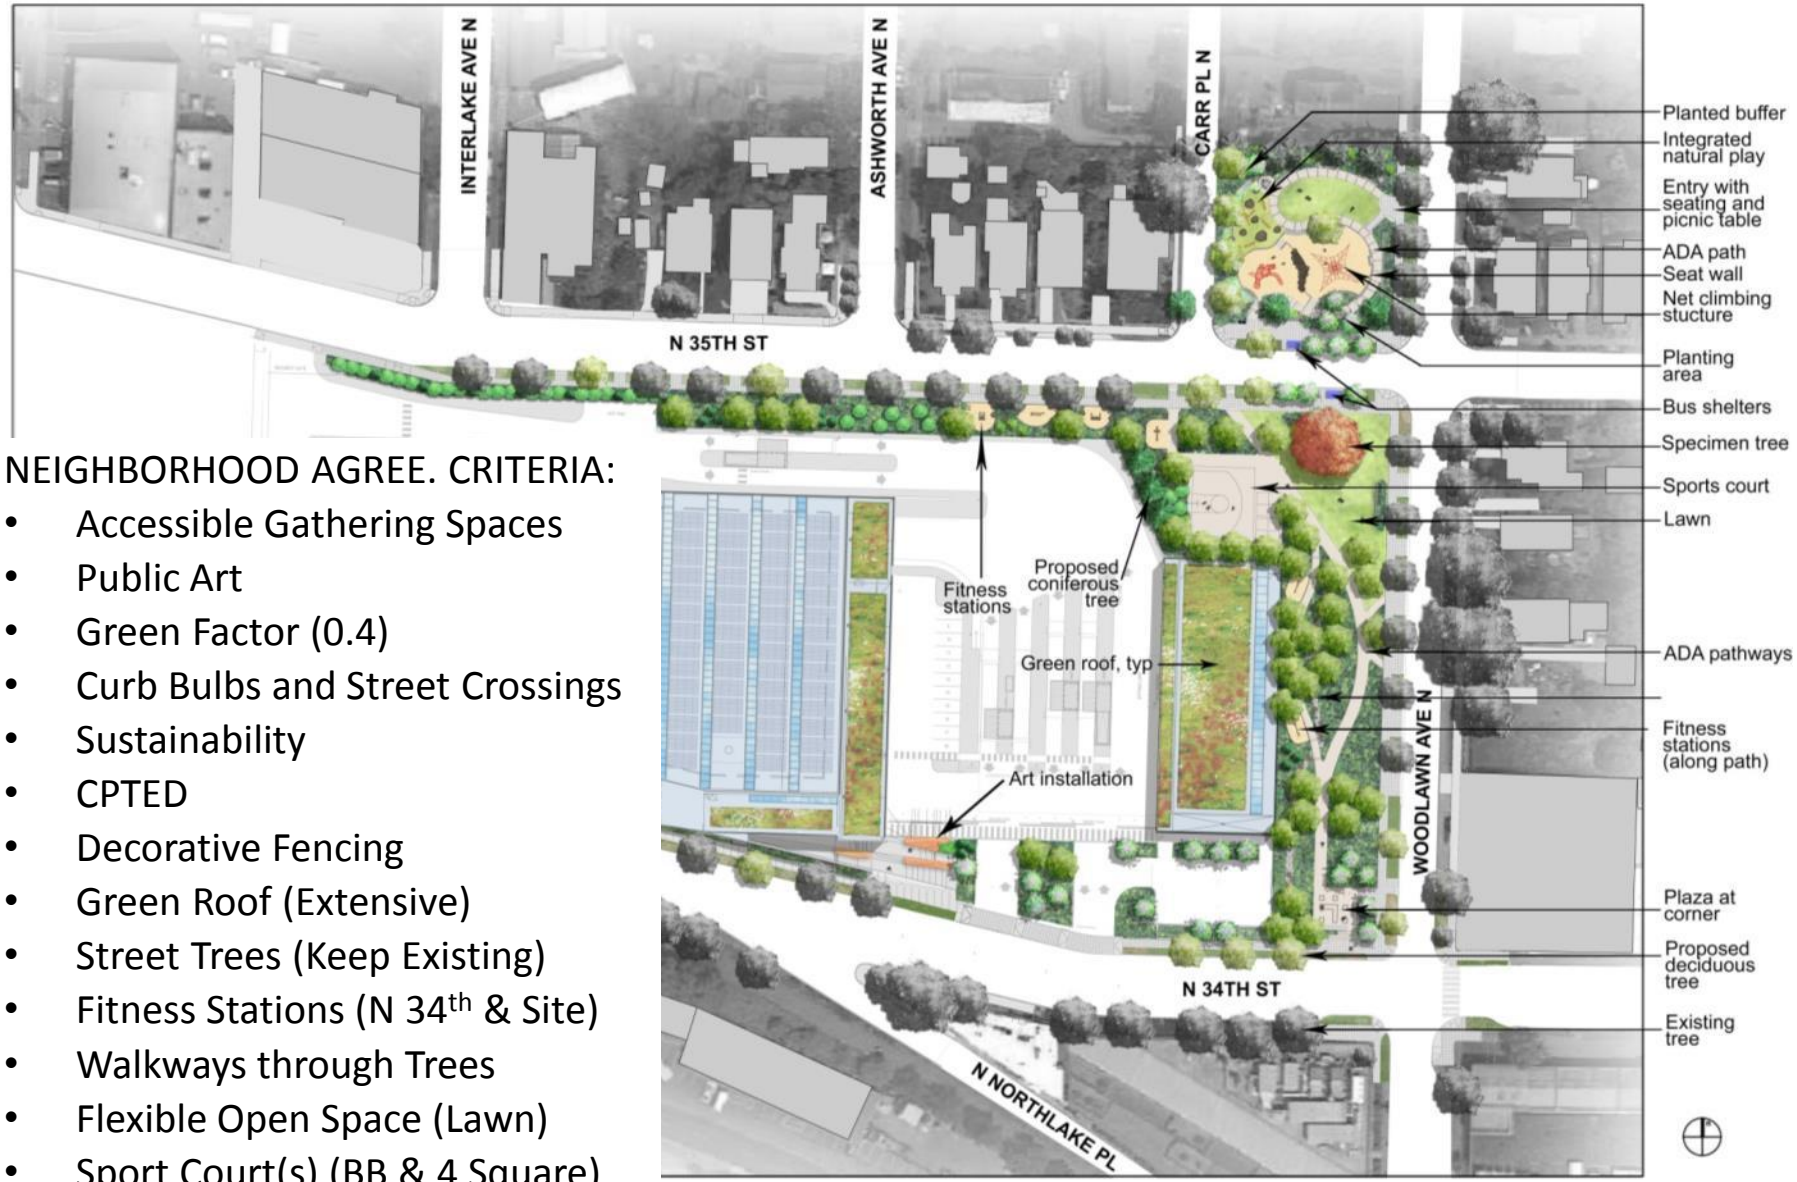 INTERLAKE AVE N
ASHWORTH AVE N
CARR PL N
N 35TH ST
Planted buffer
Integrated
natural play
Entry with
seating and
picnic table
ADA path
Seat wall
Net climbing
stucture
Planting
area
Bus shelters
Specimen tree
Sports court
Lawn
ADA pathways
Fitness
stations
(along path)
Plaza at
corner
Proposed
deciduous
tree
Existing
tree
NEIGHBORHOOD AGREE. CRITERIA:
• Accessible Gathering Spaces
• Public Art
• Green Factor (0.4)
• Curb Bulbs and Street Crossings
• Sustainability
• CPTED
• Decorative Fencing
• Green Roof (Extensive)
• Street Trees (Keep Existing)
• Fitness Stations (N 34th & Site)
• Walkways through Trees
• Flexible Open Space (Lawn)
• Sport Court(s) (BB & 4 Square)
Fitness
stations
Proposed
coniferous
tree
Green roof, typ
Art installation
WOODLAWN AVE N
N 34TH ST
N NORTHLAKE PL